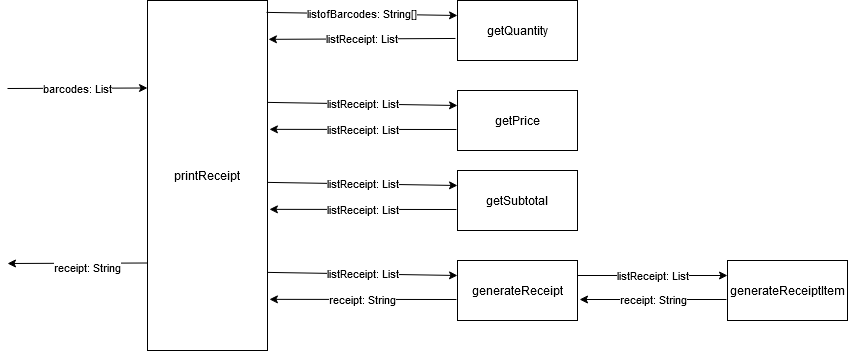 listofBarcodes: String[]
getQuantity
listReceipt: List
barcodes: List
listReceipt: List
getPrice
listReceipt: List
printReceipt
listReceipt: List
getSubtotal
listReceipt: List
receipt: String
listReceipt: List
generateReceipt
receipt: String
listReceipt: List
generateReceiptItem
receipt: String